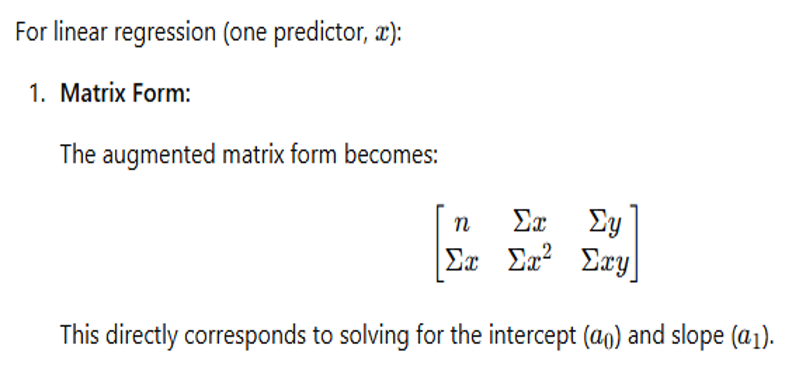 For linear regression (one predictor, x):
1. Matrix Form:
The augmented matrix form becomes:
[ n Σx Σy ]
[ Σx Σx² Σxy ]
This directly corresponds to solving for the intercept (a₀) and slope (a₁).